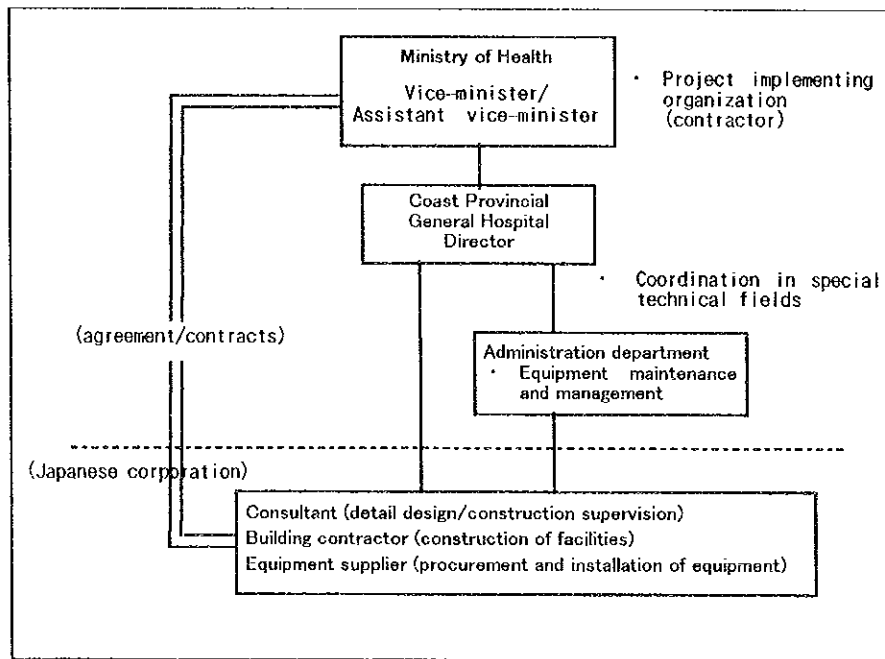 Ministry of Health
Vice-minister/
Assistant vice-minister
・ Project implementing
organization
(contractor)
Coast Provincial
General Hospital
Director
・ Coordination in special
technical fields
(agreement/contracts)
Administration department
・ Equipment maintenance
and management
(Japanese corporation)
Consultant (detail design/construction supervision)
Building contractor (construction of facilities)
Equipment supplier (procurement and installation of equipment)